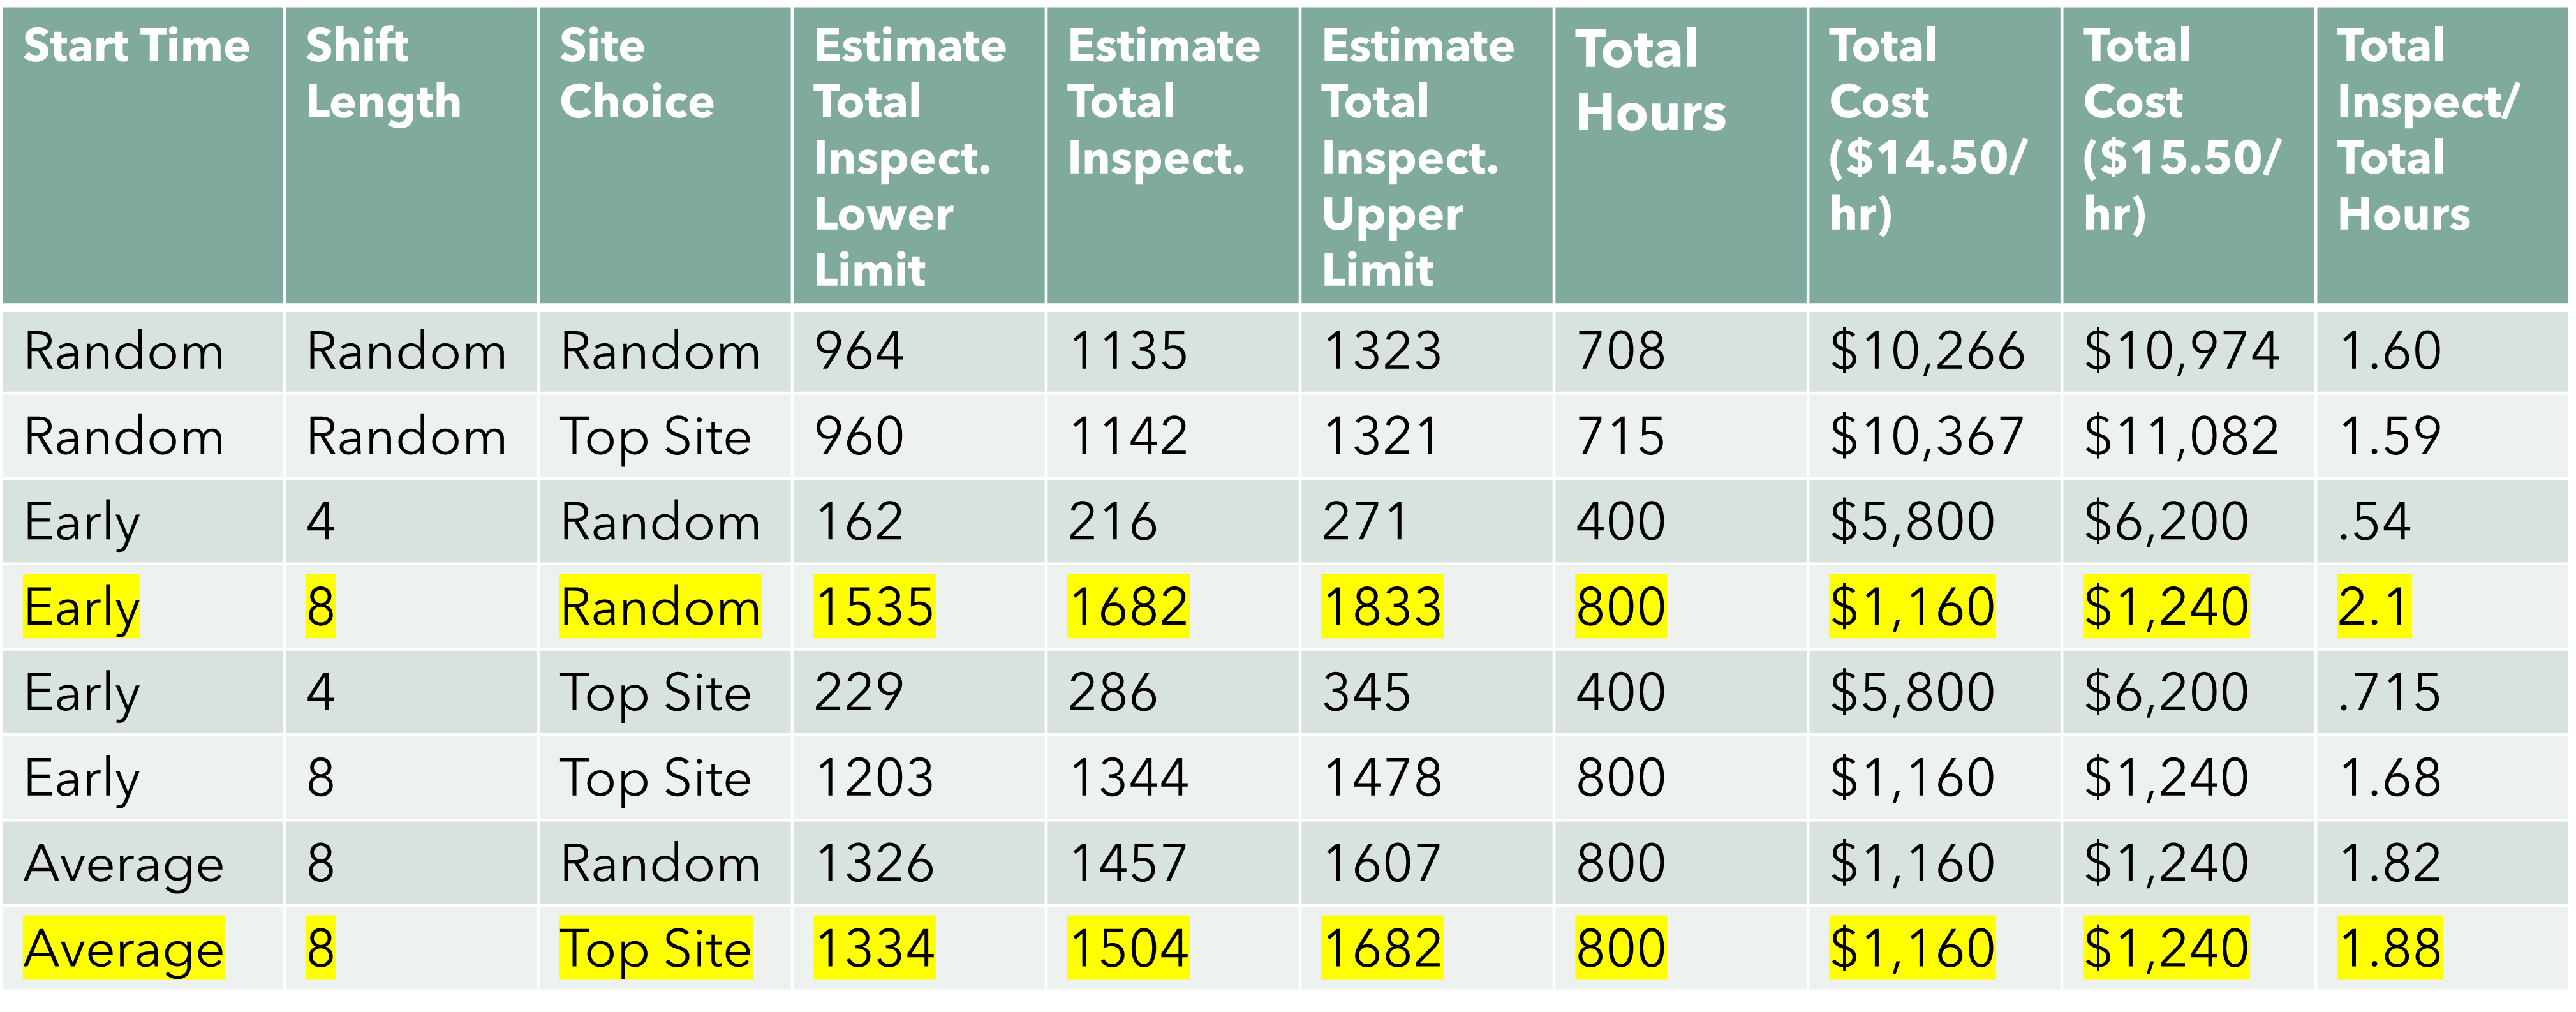 Start Time Shift Length Site Choice Estimate Total Inspect. Lower Limit Estimate Total Inspect. Estimate Total Inspect. Upper Limit Total Hours Total Cost ($14.50/hr) Total Cost ($15.50/hr) Total Inspect/ Total Hours
Random Random Random 964 1135 1323 708 $10,266 $10,974 1.60
Random Random Top Site 960 1142 1321 715 $10,367 $11,082 1.59
Early 4 Random 162 216 271 400 $5,800 $6,200 .54
Early 8 Random 1535 1682 1833 800 $1,160 $1,240 2.1
Early 4 Top Site 229 286 345 400 $5,800 $6,200 .715
Early 8 Top Site 1203 1344 1478 800 $1,160 $1,240 1.68
Average 8 Random 1326 1457 1607 800 $1,160 $1,240 1.82
Average 8 Top Site 1334 1504 1682 800 $1,160 $1,240 1.88